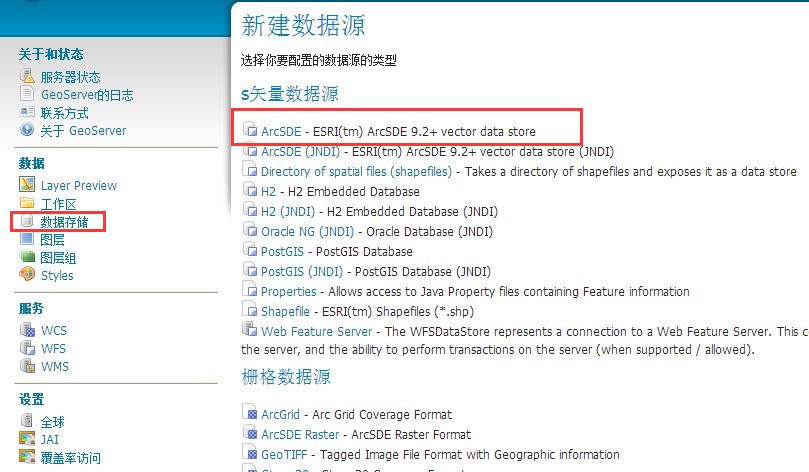 关于和状态
服务器状态
GeoServer的日志
联系方式
关于 GeoServer
数据
Layer Preview
工作区
数据存储
图层
图层组
Styles
服务
WCS
WFS
WMS
设置
全球
JAI
覆盖率访问
新建数据源
选择你要配置的数据源的类型
s矢量数据源
ArcSDE - ESRI(tm) ArcSDE 9.2+ vector data store
ArcSDE (JNDI) - ESRI(tm) ArcSDE 9.2+ vector data store (JNDI)
Directory of spatial files (shapefiles) - Takes a directory of shapefiles and exposes it as a data store
H2 - H2 Embedded Database
H2 (JNDI) - H2 Embedded Database (JNDI)
Oracle NG (JNDI) - Oracle Database (JNDI)
PostGIS - PostGIS Database
PostGIS (JNDI) - PostGIS Database (JNDI)
Properties - Allows access to Java Property files containing Feature information
Shapefile - ESRI(tm) Shapefiles (*.shp)
Web Feature Server - The WFSDataStore represents a connection to a Web Feature Server. This c
the server, and the ability to perform transactions on the server (when supported / allowed).
栅格数据源
ArcGrid - Arc Grid Coverage Format
ArcSDE Raster - ArcSDE Raster Format
GeoTIFF - Tagged Image File Format with Geographic information